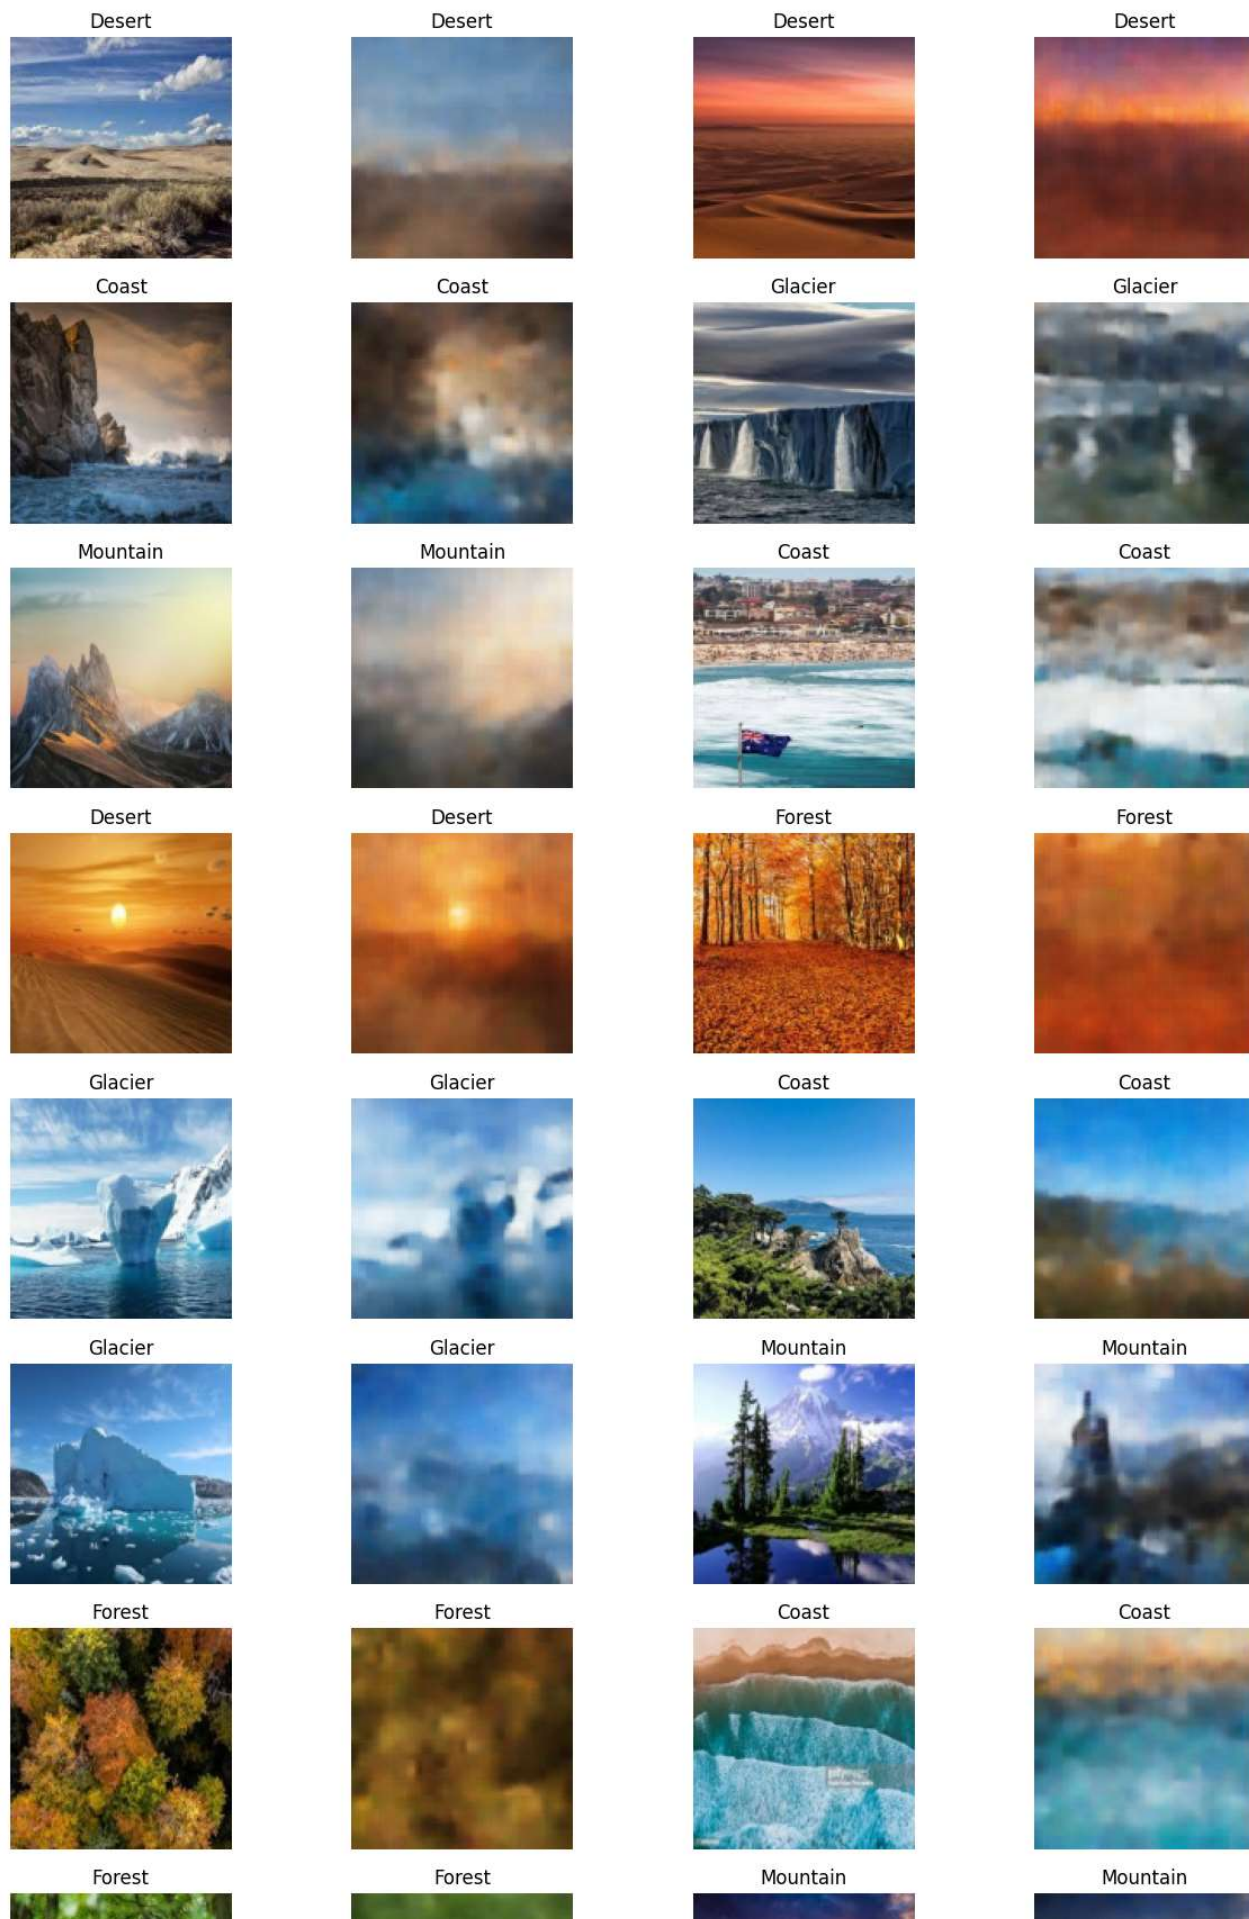 Desert Desert Desert Desert
Coast Coast Glacier Glacier
Mountain Mountain Coast Coast
Desert Desert Forest Forest
Glacier Glacier Coast Coast
Glacier Glacier Mountain Mountain
Forest Forest Coast Coast
Forest Forest Mountain Mountain